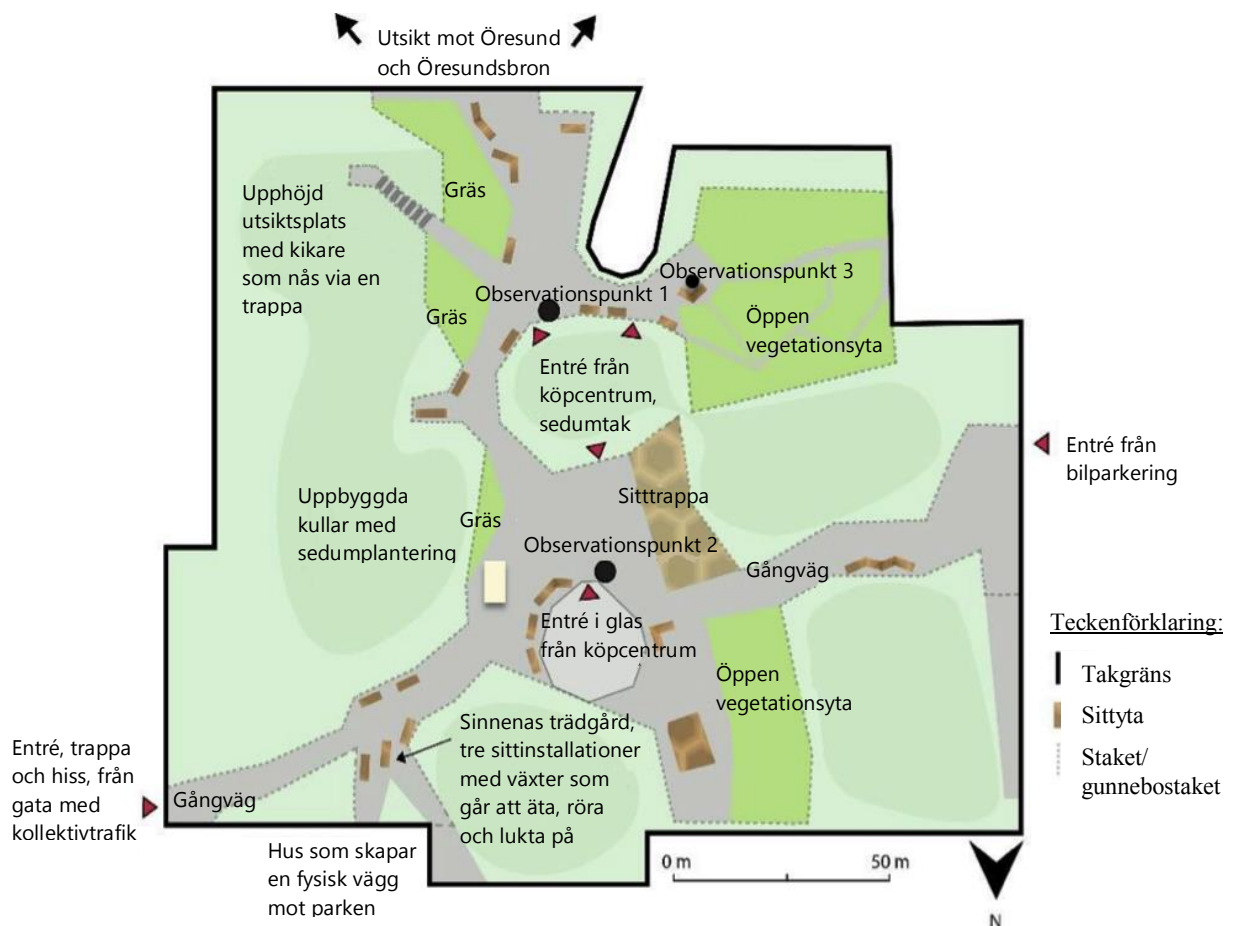 Utsikt mot Öresund
och Öresundsbron
Upphöjd
utsiktsplats
med kikare
som nås via en
trappa
Gräs
Observationspunkt 3
Observationspunkt 1
Gräs
Öppen
vegetationsyta
Entré från
köpcentrum,
sedumtak
Entré från
bilparkering
Uppbyggda
kullar med
sedumplantering
Gräs
Sitttrappa
Observationspunkt 2
Gångväg
Entré i glas
från köpcentrum
Öppen
vegetationsyta
Teckenförklaring:
Takgräns
Sittyta
Staket/
gunnebostaket
Sinnenas trädgård,
tre sittinstallationer
med växter som
går att äta, röra
och lukta på
Entré, trappa
och hiss, från
gata med
kollektivtrafik
Gångväg
Hus som skapar
en fysisk vägg
mot parken
0 m
50 m
N